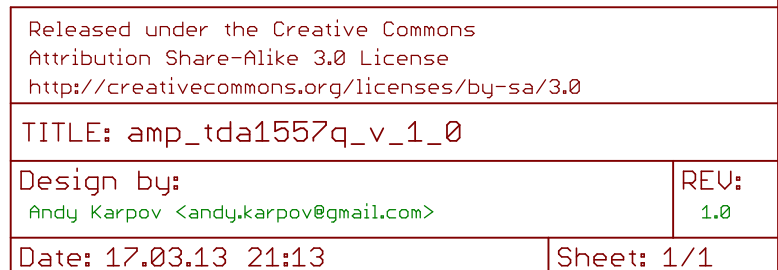 Released under the Creative Commons
Attribution Share-Alike 3.0 License
http://creativecommons.org/licenses/by-sa/3.0
TITLE: amp_tda1557q_v_1_0
Design by:
Andy Karpov <andy.karpov@gmail.com>
REV:
1.0
Date: 17.03.13 21:13
Sheet: 1/1